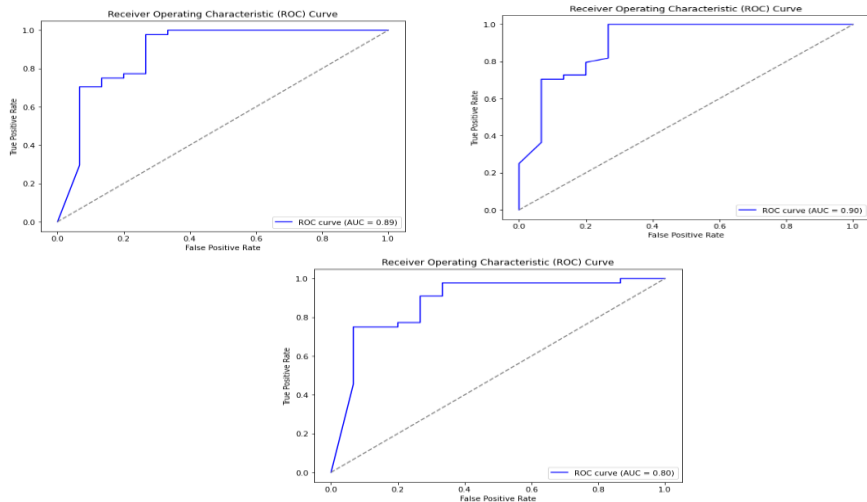 Receiver Operating Characteristic (ROC) Curve
1.0
0.8
0.6
0.4
0.2
0.0
True Positive Rate
ROC curve (AUC = 0.89)
0.0 0.2 0.4 0.6 0.8 1.0
False Positive Rate
Receiver Operating Characteristic (ROC) Curve
1.0
0.8
0.6
0.4
0.2
0.0
True Positive Rate
ROC curve (AUC = 0.90)
0.0 0.2 0.4 0.6 0.8 1.0
False Positive Rate
Receiver Operating Characteristic (ROC) Curve
1.0
0.8
0.6
0.4
0.2
0.0
True Positive Rate
ROC curve (AUC = 0.80)
0.0 0.2 0.4 0.6 0.8 1.0
False Positive Rate